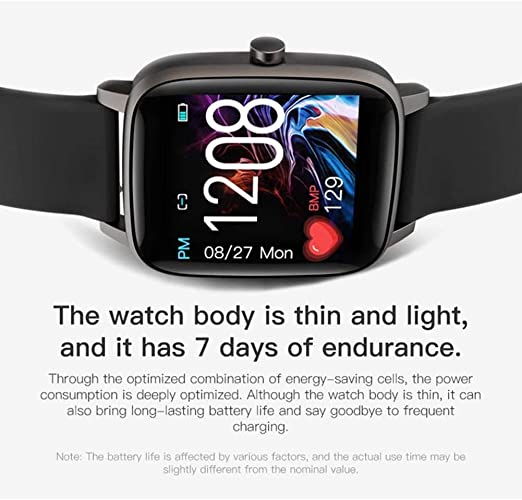 12:08
PM
08/27 Mon
BMP
129
The watch body is thin and light,
and it has 7 days of endurance.
Through the optimized combination of energy-saving cells, the power
consumption is deeply optimized. Although the watch body is thin, it can
also bring long-lasting battery life and say goodbye to frequent
charging.
Note: The battery life is affected by various factors, and the actual use time may be
slightly different from the nominal value.